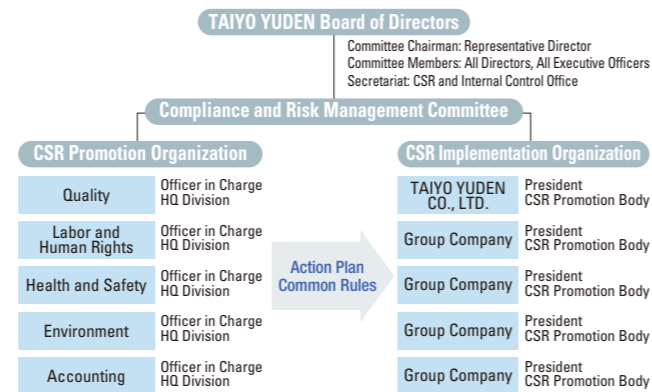 TAIYO YUDEN Board of Directors
Committee Chairman: Representative Director
Committee Members: All Directors, All Executive Officers
Secretariat: CSR and Internal Control Office
Compliance and Risk Management Committee
CSR Promotion Organization
Quality
Officer in Charge
HQ Division
Labor and
Human Rights
Officer in Charge
HQ Division
Health and Safety
Officer in Charge
HQ Division
Environment
Officer in Charge
HQ Division
Accounting
Officer in Charge
HQ Division
Action Plan
Common Rules
CSR Implementation Organization
TAIYO YUDEN
CO., LTD.
President
CSR Promotion Body
Group Company
President
CSR Promotion Body
Group Company
President
CSR Promotion Body
Group Company
President
CSR Promotion Body
Group Company
President
CSR Promotion Body